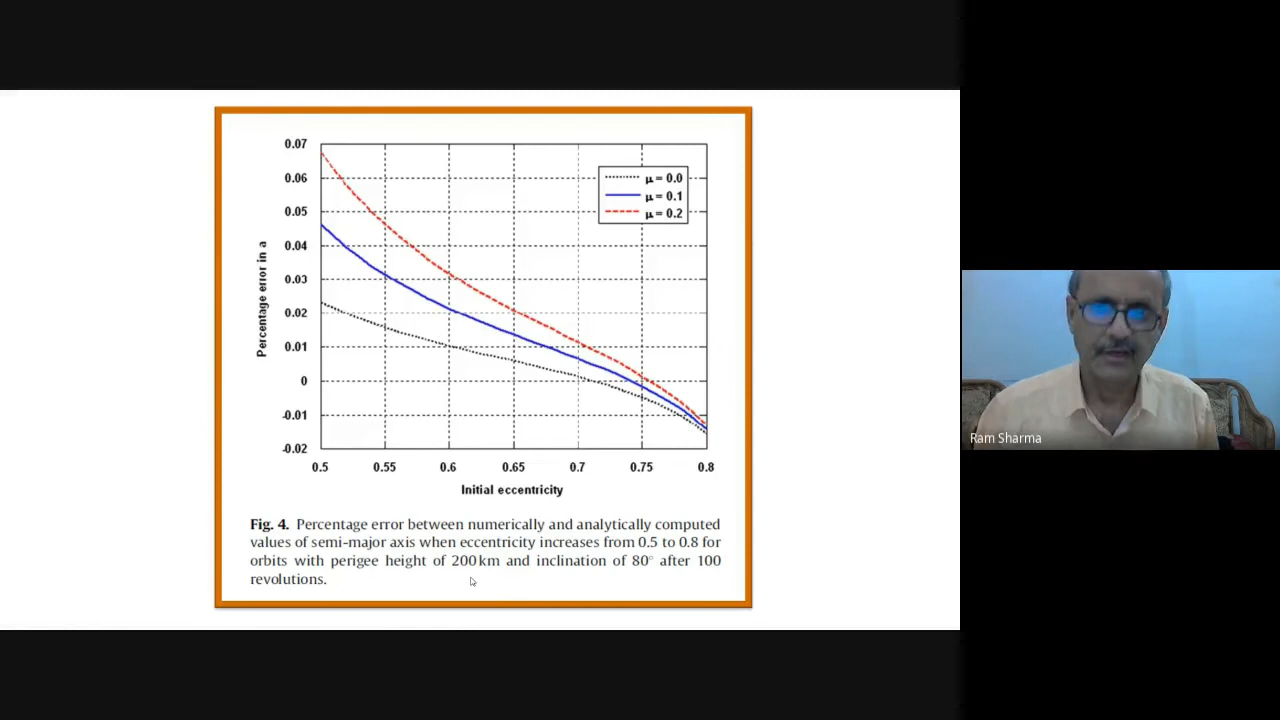 0.07
0.06
0.05
0.04
0.03
0.02
0.01
0
-0.01
-0.02
Percentage error in a
μ = 0.0
μ = 0.1
μ = 0.2
0.5 0.55 0.6 0.65 0.7 0.75 0.8
Initial eccentricity
Fig. 4. Percentage error between numerically and analytically computed
values of semi-major axis when eccentricity increases from 0.5 to 0.8 for
orbits with perigee height of 200 km and inclination of 80° after 100
revolutions.
Ram Sharma